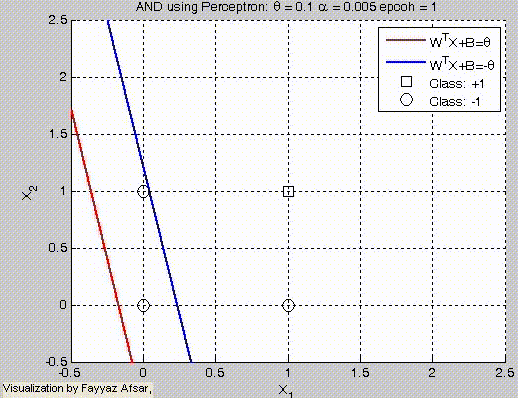 AND using Perceptron: θ = 0.1 α = 0.005 epcoh = 1
2.5
2
1.5
1
0.5
0
-0.5
X2
W^TX+B=θ
W^TX+B=-θ
Class: +1
Class: -1
-0.5 0 0.5 1 1.5 2 2.5
X1
Visualization by Fayyaz Afsar,